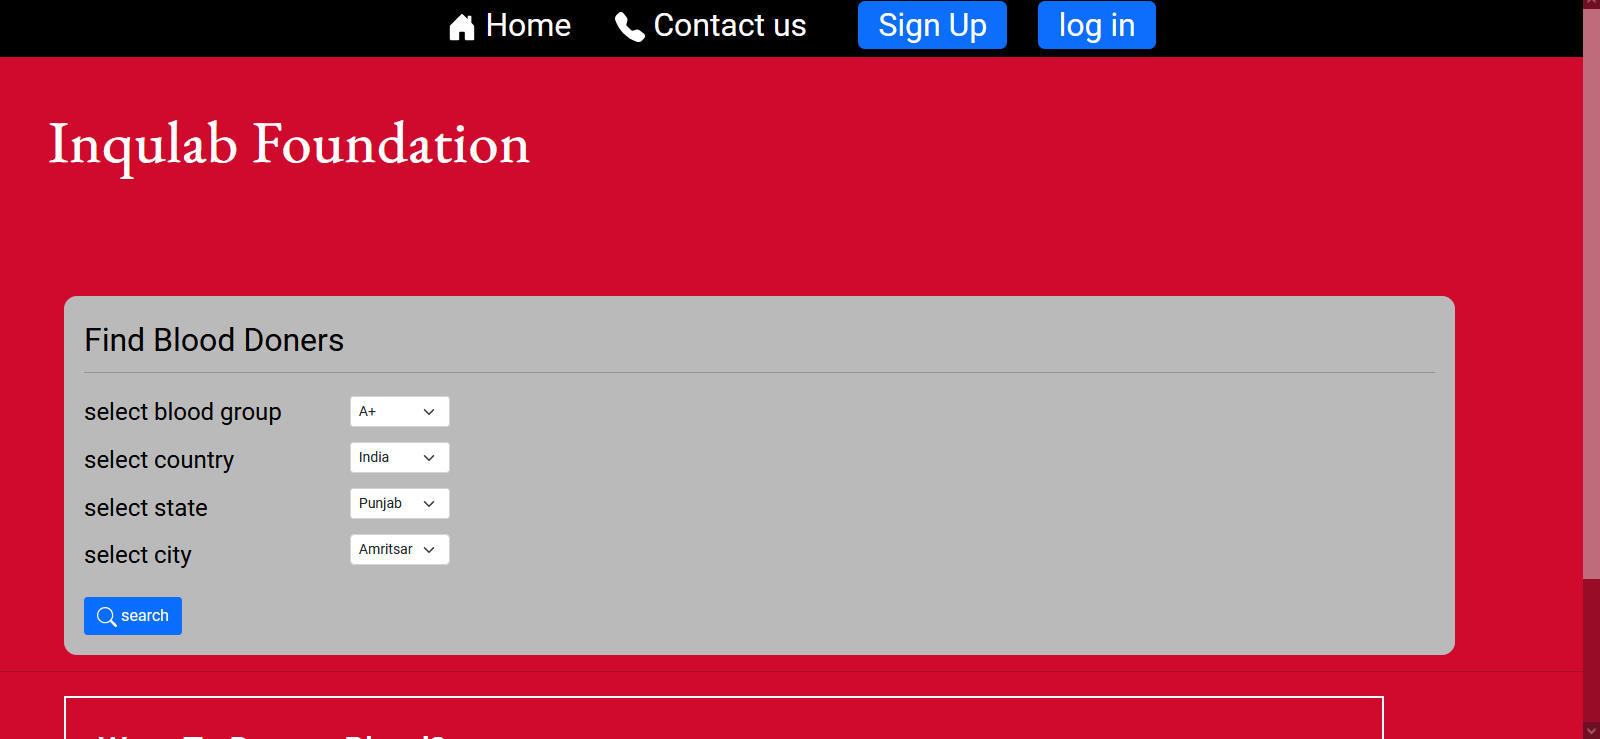 Home Contact us Sign Up log in
Inqulab Foundation
Find Blood Doners
select blood group A+
select country India
select state Punjab
select city Amritsar
search